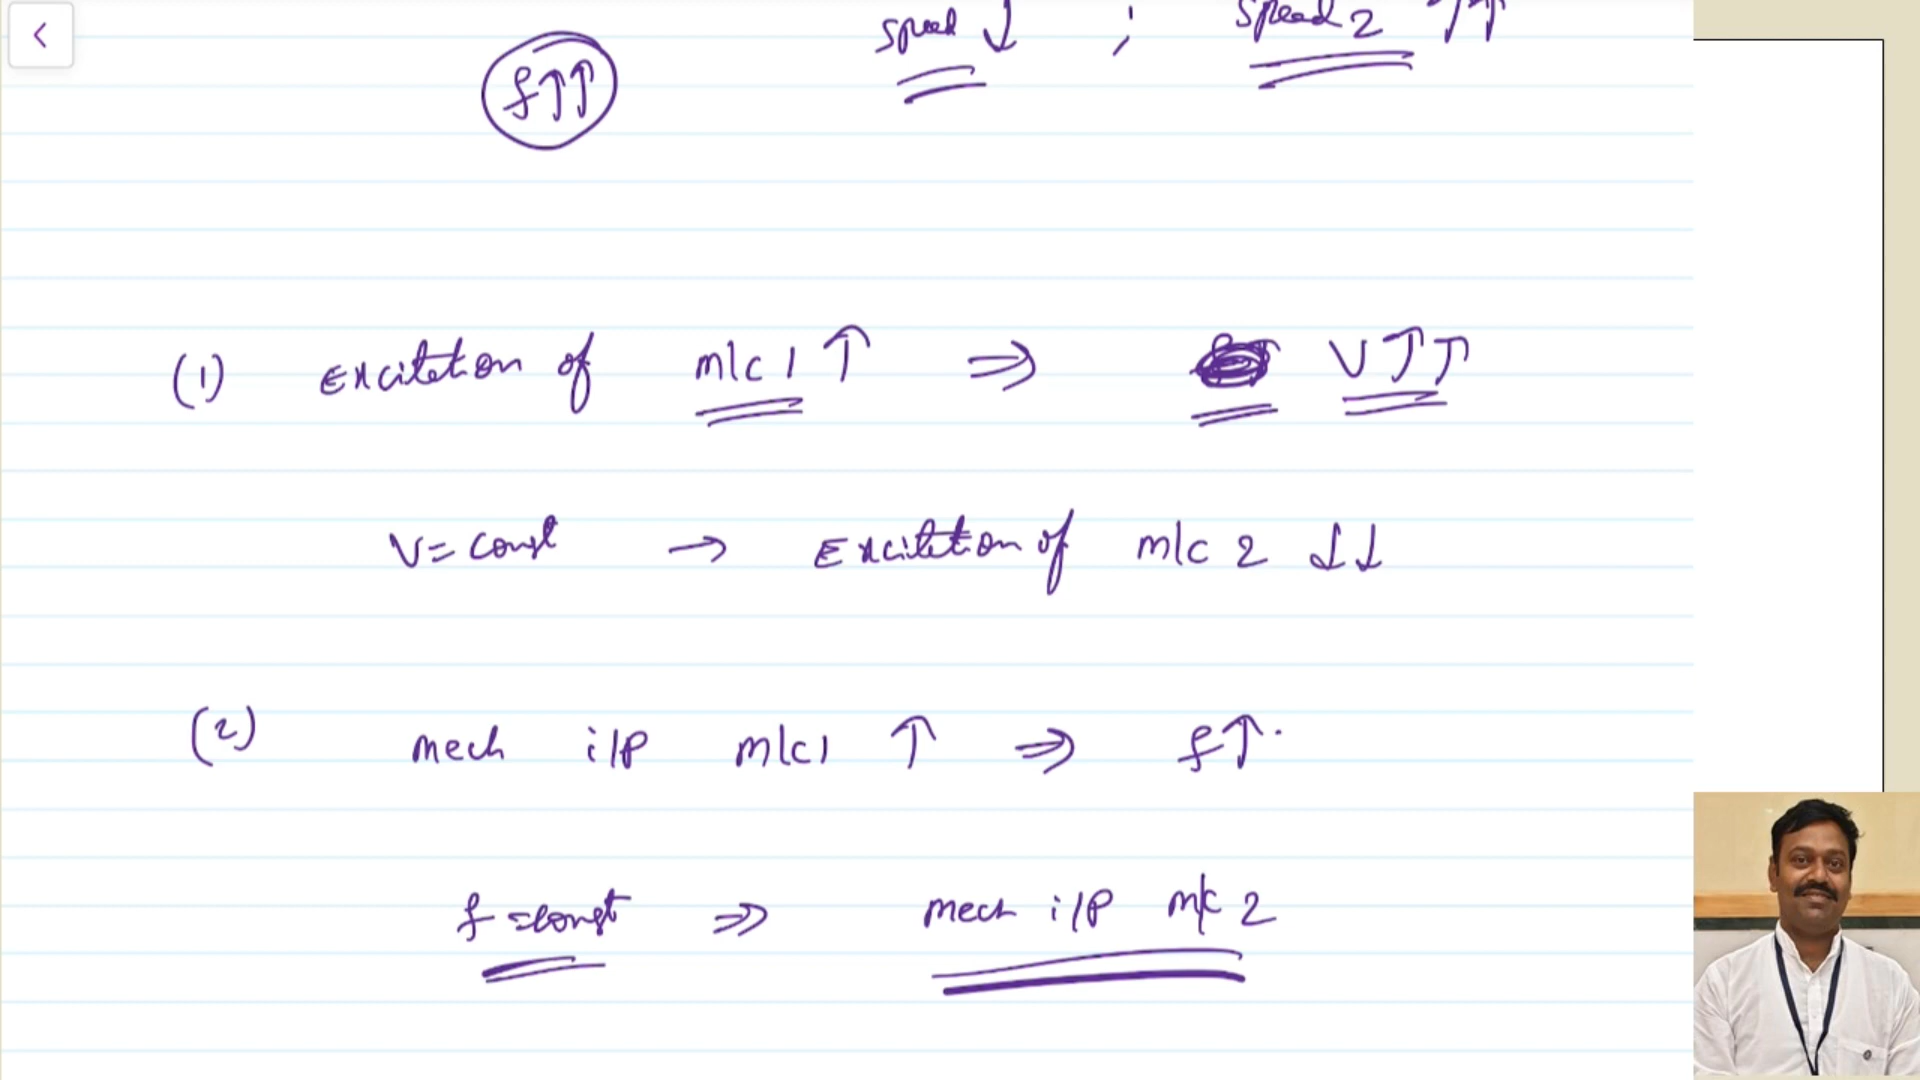 speed ↓ ; speed 2 ↑↑
f↑↑
(1) Excitation of m/c 1 ↑ ⇒ V↑↑
V = const → Excitation of m/c 2 ↓↓
(2) mech i/p m/c1 ↑ ⇒ f↑.
f = const ⇒ mech i/p m/c 2